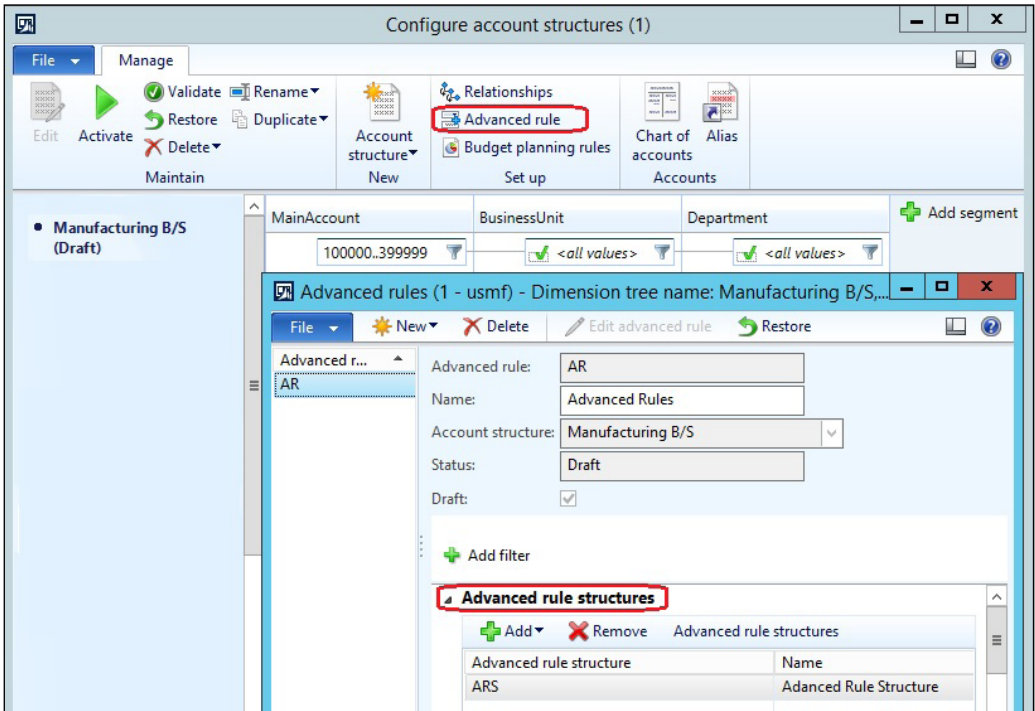 Configure account structures (1)
File Manage
Edit
Activate
Validate Rename
Restore Duplicate
Delete
Maintain
Account structure
New
Relationships
Advanced rule
Budget planning rules
Set up
Chart of accounts
Alias
Accounts
Manufacturing B/S
(Draft)
MainAccount BusinessUnit Department Add segment
100000..399999 <all values> <all values>
Advanced rules (1 - usmf) - Dimension tree name: Manufacturing B/S,...
File New Delete Edit advanced rule Restore
Advanced r...
AR
Advanced rule: AR
Name: Advanced Rules
Account structure: Manufacturing B/S
Status: Draft
Draft:
Add filter
Advanced rule structures
Add Remove Advanced rule structures
Advanced rule structure Name
ARS Adanced Rule Structure